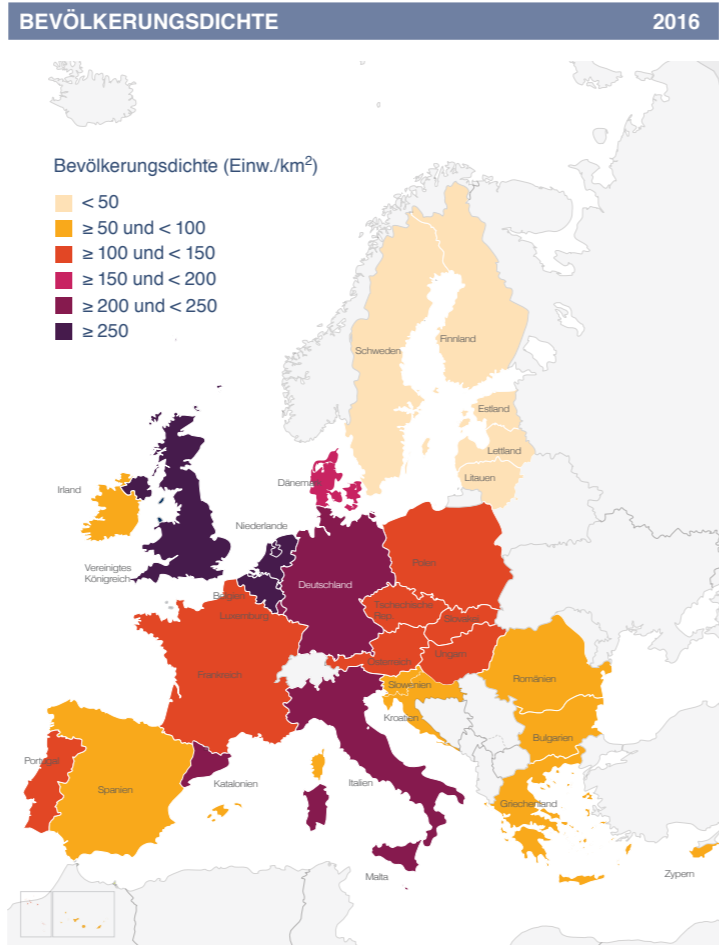 BEVÖLKERUNGSDICHTE 2016
Bevölkerungsdichte (Einw./km²)
< 50
≥ 50 und < 100
≥ 100 und < 150
≥ 150 und < 200
≥ 200 und < 250
≥ 250
Schweden
Finnland
Estland
Lettland
Litauen
Dänemark
Irland
Niederlande
Vereinigtes
Königreich
Belgien
Luxemburg
Deutschland
Polen
Tschechische
Rep.
Slowakei
Ungarn
Österreich
Frankreich
Slowenien
Kroatien
Romänien
Bulgarien
Portugal
Spanien
Katalonien
Italien
Griechenland
Malta
Zypern